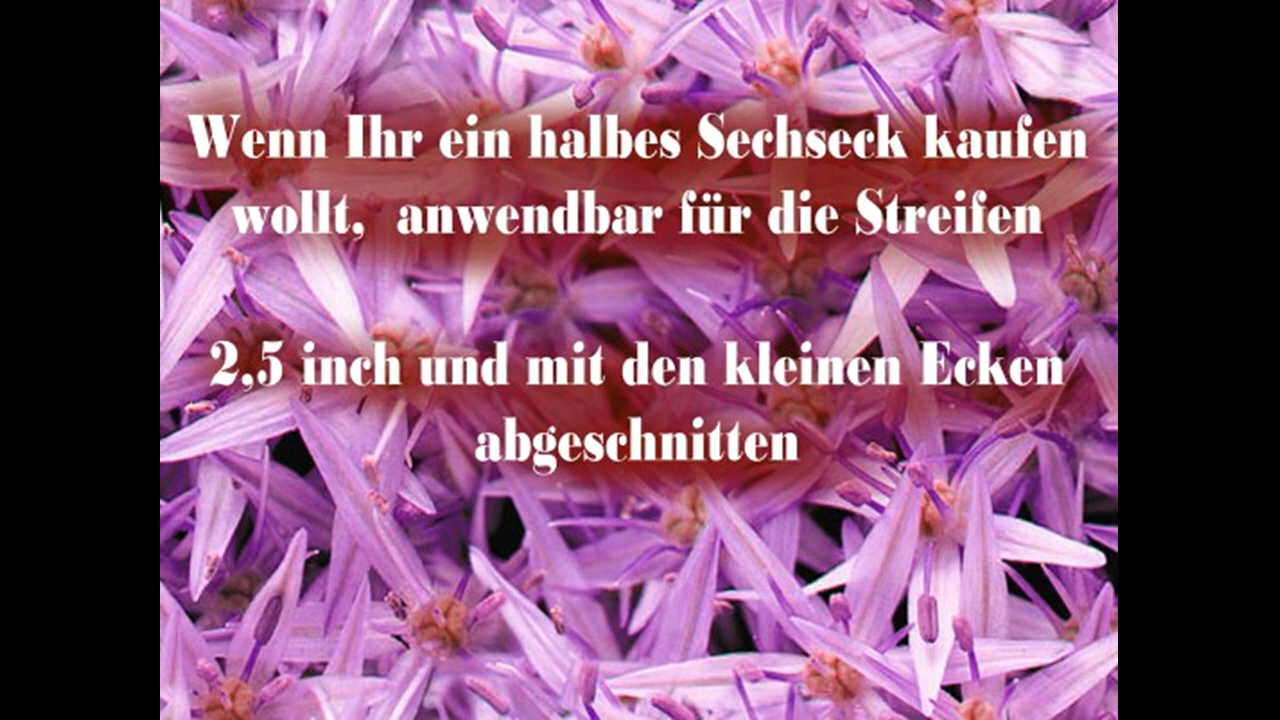 Wenn Ihr ein halbes Sechseck kaufen
wollt,  anwendbar für die Streifen
2,5 inch und mit den kleinen Ecken
abgeschnitten